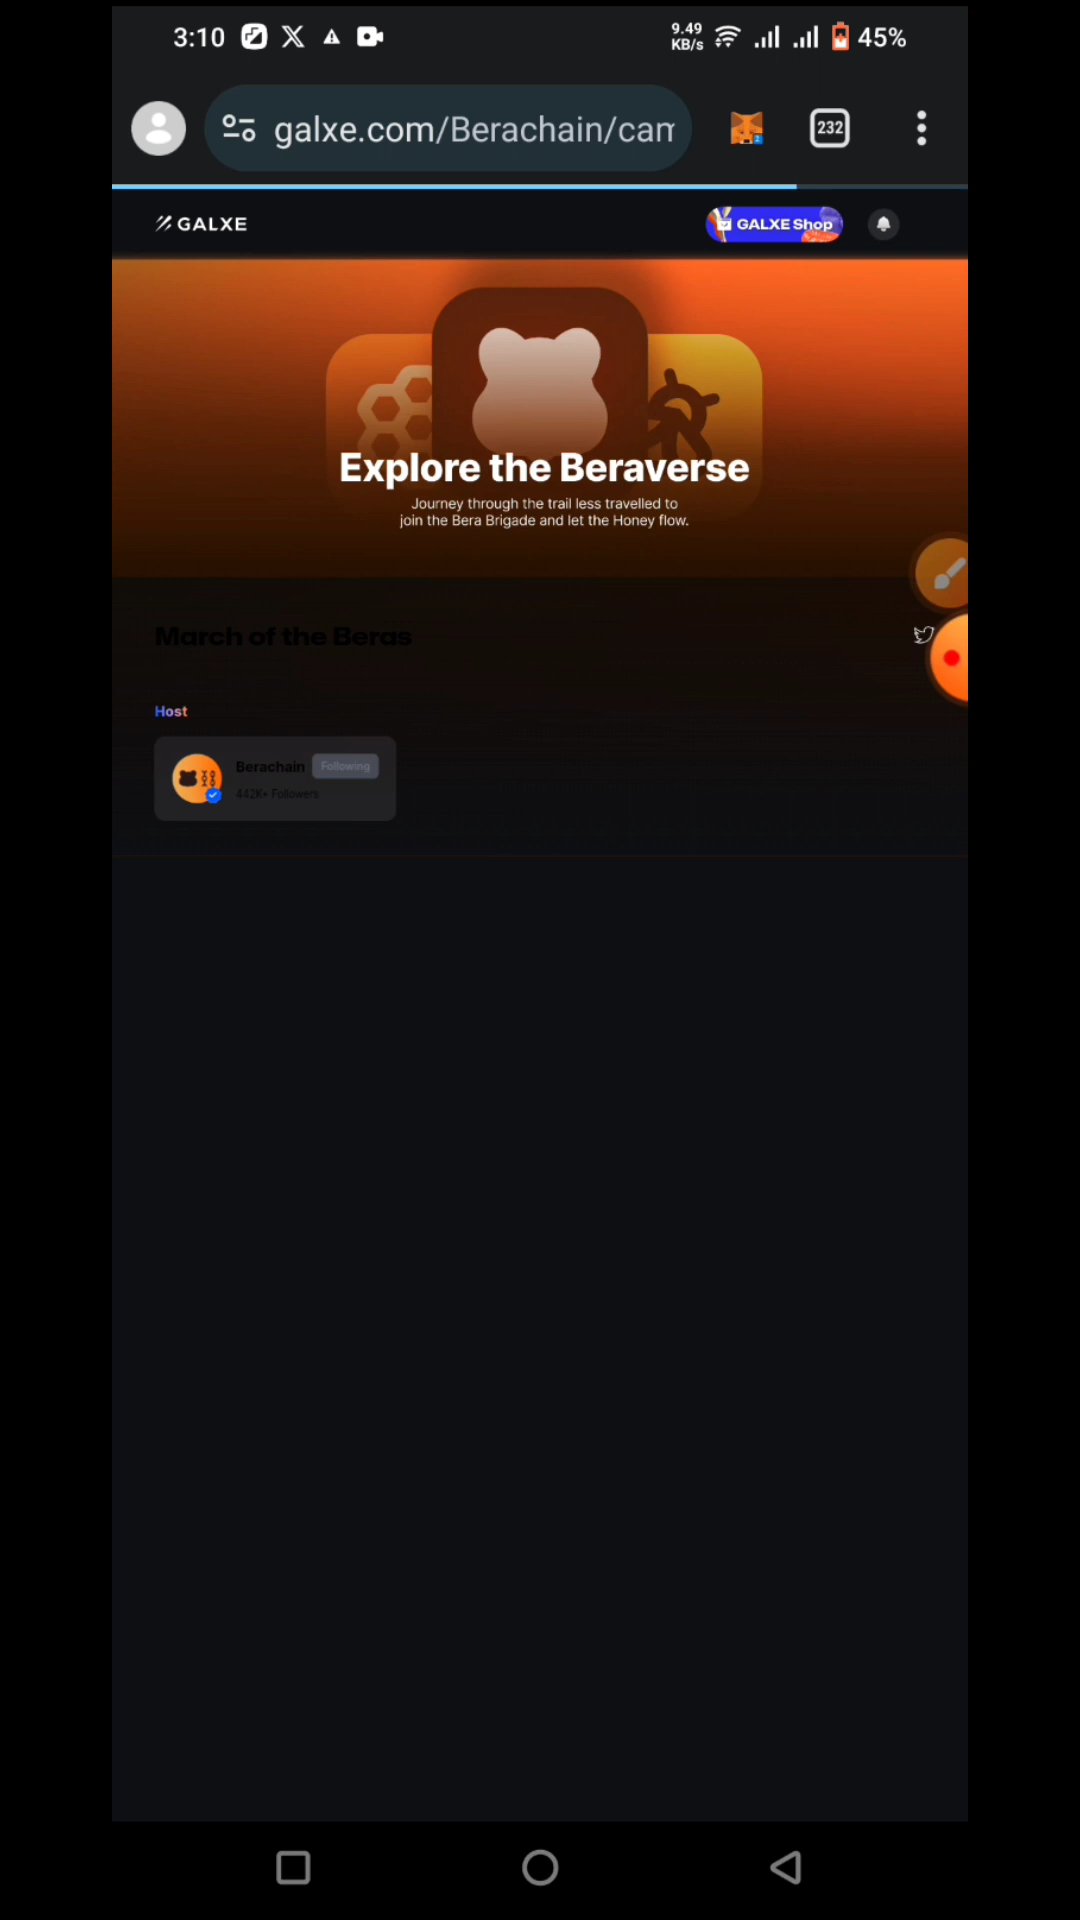 3:10
9.49 KB/s
45%
galxe.com/Berachain/cam
232
GALXE
GALXE Shop
Explore the Beraverse
Journey through the trail less travelled to
join the Bera Brigade and let the Honey flow.
March of the Beras
Host
Berachain
Following
442K+ Followers